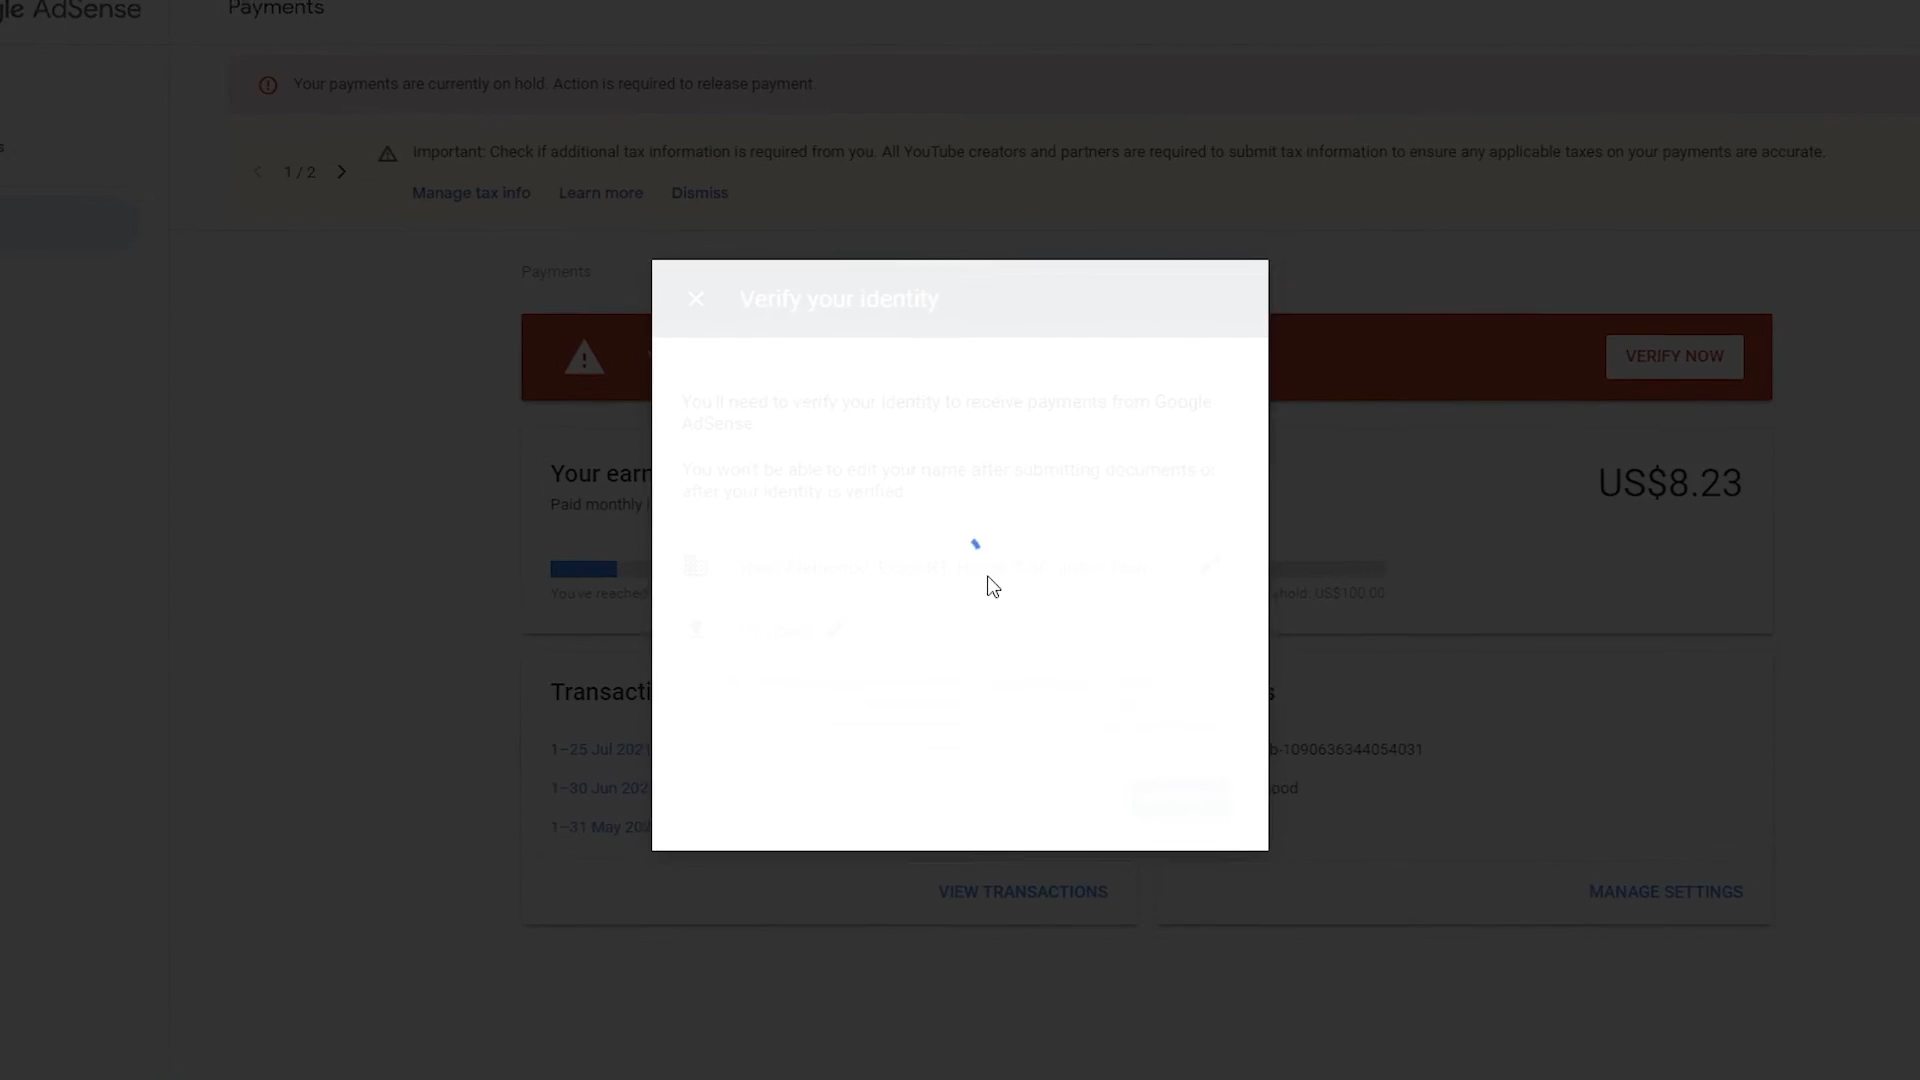 gle AdSense
Payments
Your payments are currently on hold. Action is required to release payment.
s
1 / 2
Important: Check if additional tax information is required from you. All YouTube creators and partners are required to submit tax information to ensure any applicable taxes on your payments are accurate.
Manage tax info Learn more Dismiss
Payments
Verify your identity
VERIFY NOW
You'll need to verify your identity to receive payments from Google
AdSense
You won't be able to edit your name after submitting documents or
after your identity is verified.
Your earn
Paid monthly
US$8.23
You've reached
hold: US$100.00
Transacti
s
1–25 Jul 2021
1–30 Jun 202
1–31 May 20
b-1090636344054031
ood
VIEW TRANSACTIONS
MANAGE SETTINGS